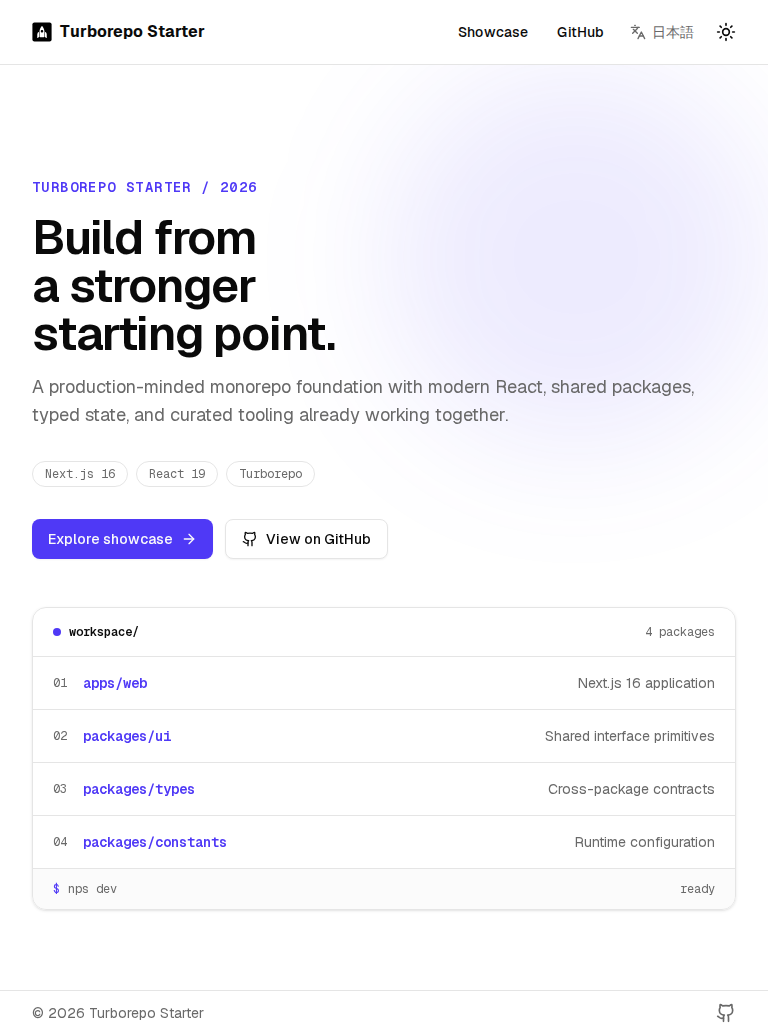 Turborepo Starter
Showcase
GitHub
日本語
TURBOREPO STARTER / 2026
Build from
a stronger
starting point.
A production-minded monorepo foundation with modern React, shared packages,
typed state, and curated tooling already working together.
Next.js 16
React 19
Turborepo
Explore showcase
View on GitHub
workspace/
4 packages
01 apps/web
Next.js 16 application
02 packages/ui
Shared interface primitives
03 packages/types
Cross-package contracts
04 packages/constants
Runtime configuration
$ nps dev
ready
© 2026 Turborepo Starter